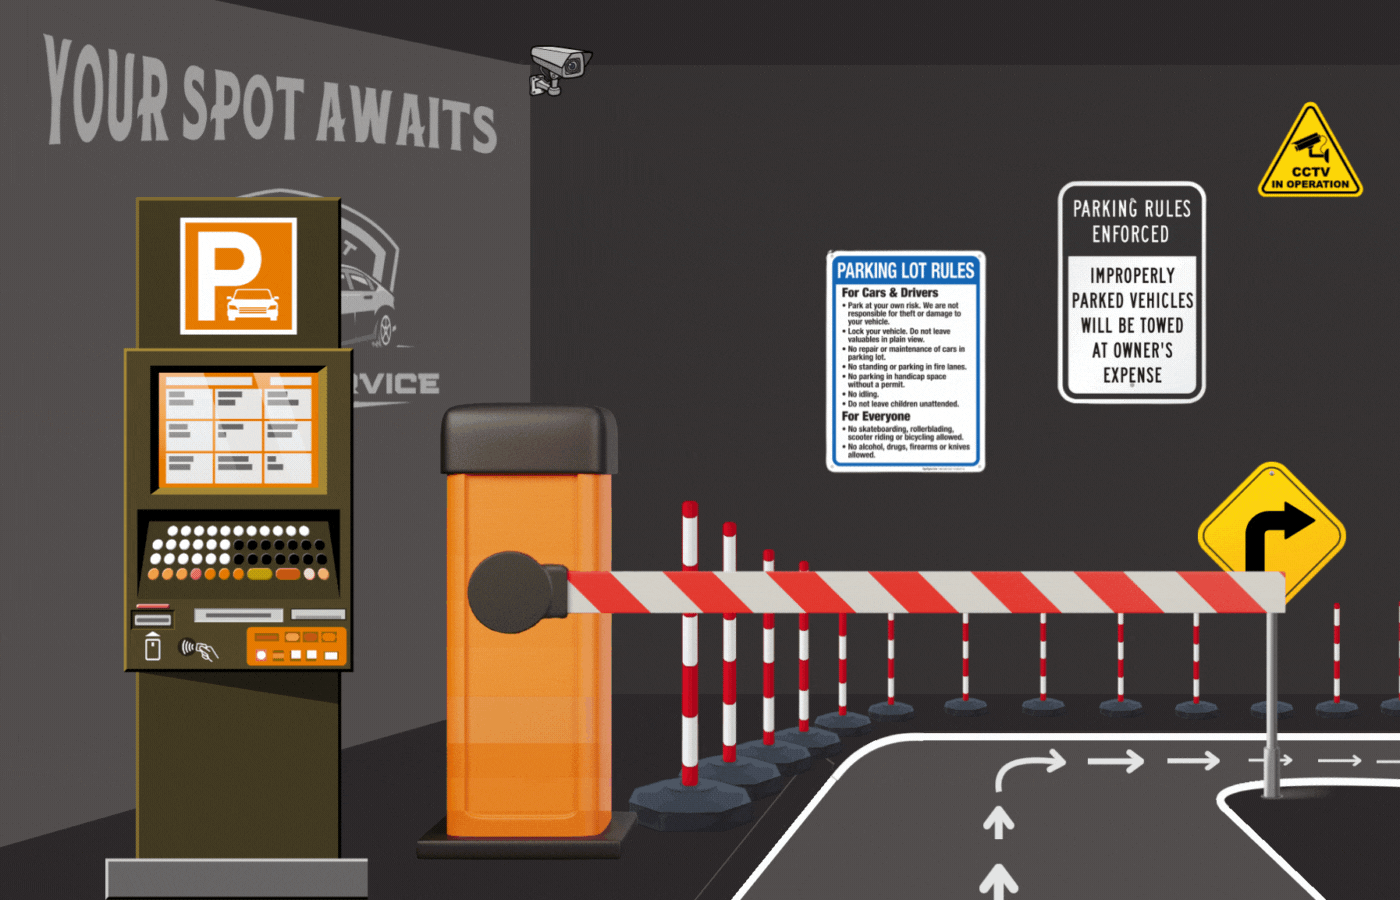 YOUR SPOT AWAITS
P
RVICE
PARKING LOT RULES
For Cars & Drivers
• Park at your own risk. We are not
responsible for theft or damage to
your vehicle.
• Lock your vehicle. Do not leave
valuables in plain view.
• No repair or maintenance of cars in
parking lot.
• No standing or parking in fire lanes.
• No parking in handicap space
without a permit.
• No idling.
• Do not leave children unattended.
For Everyone
• No skateboarding, rollerblading,
scooter riding or bicycling allowed.
• No alcohol, drugs, firearms or knives
allowed.
PARKING RULES
ENFORCED
IMPROPERLY
PARKED VEHICLES
WILL BE TOWED
AT OWNER'S
EXPENSE
CCTV
IN OPERATION